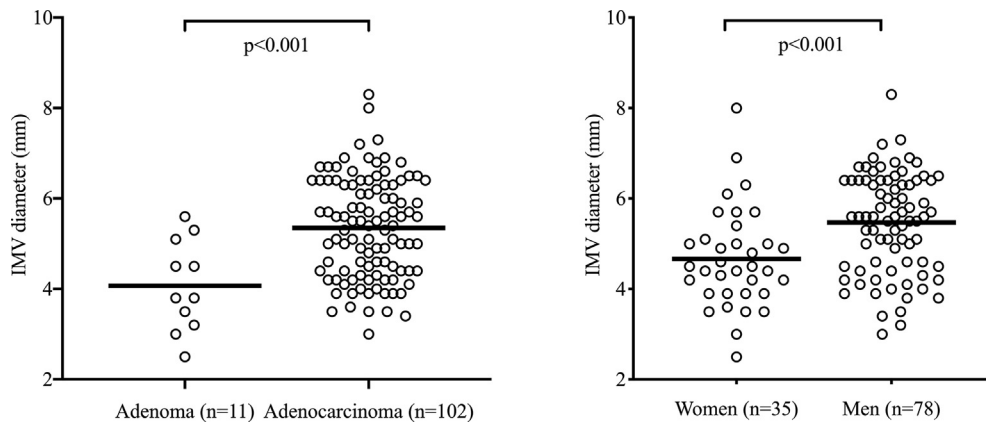 10
8
6
4
2
IMV diameter (mm)
p<0.001
Adenoma (n=11) Adenocarcinoma (n=102)
10
8
6
4
2
IMV diameter (mm)
p<0.001
Women (n=35) Men (n=78)